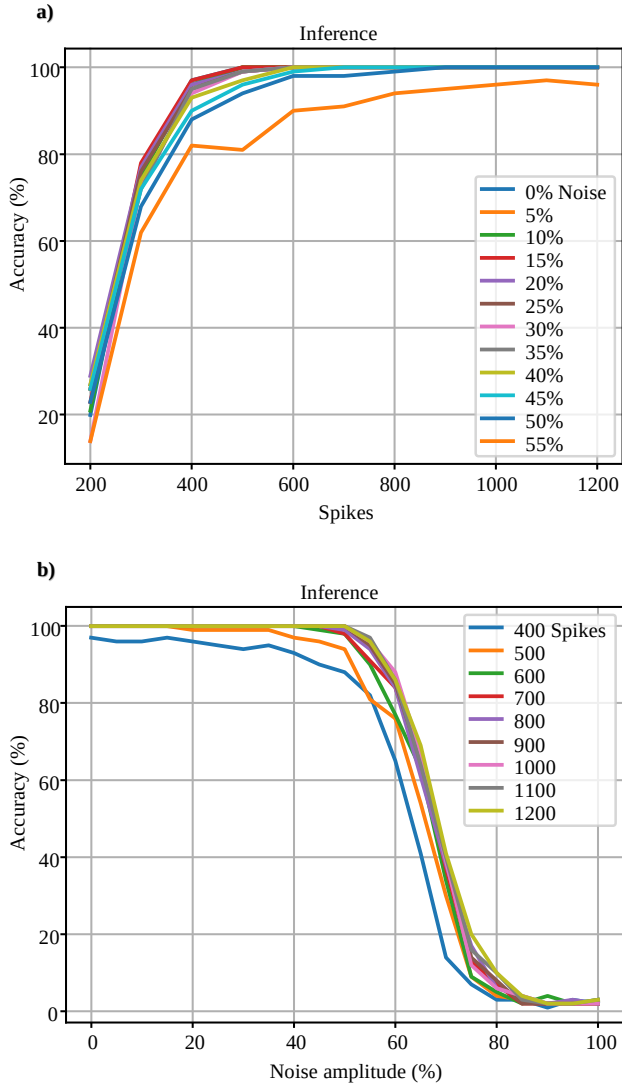 a)
Inference
100
80
60
40
20
Accuracy (%)
0% Noise
5%
10%
15%
20%
25%
30%
35%
40%
45%
50%
55%
200 400 600 800 1000 1200
Spikes
b)
Inference
100
80
60
40
20
0
Accuracy (%)
400 Spikes
500
600
700
800
900
1000
1100
1200
0 20 40 60 80 100
Noise amplitude (%)